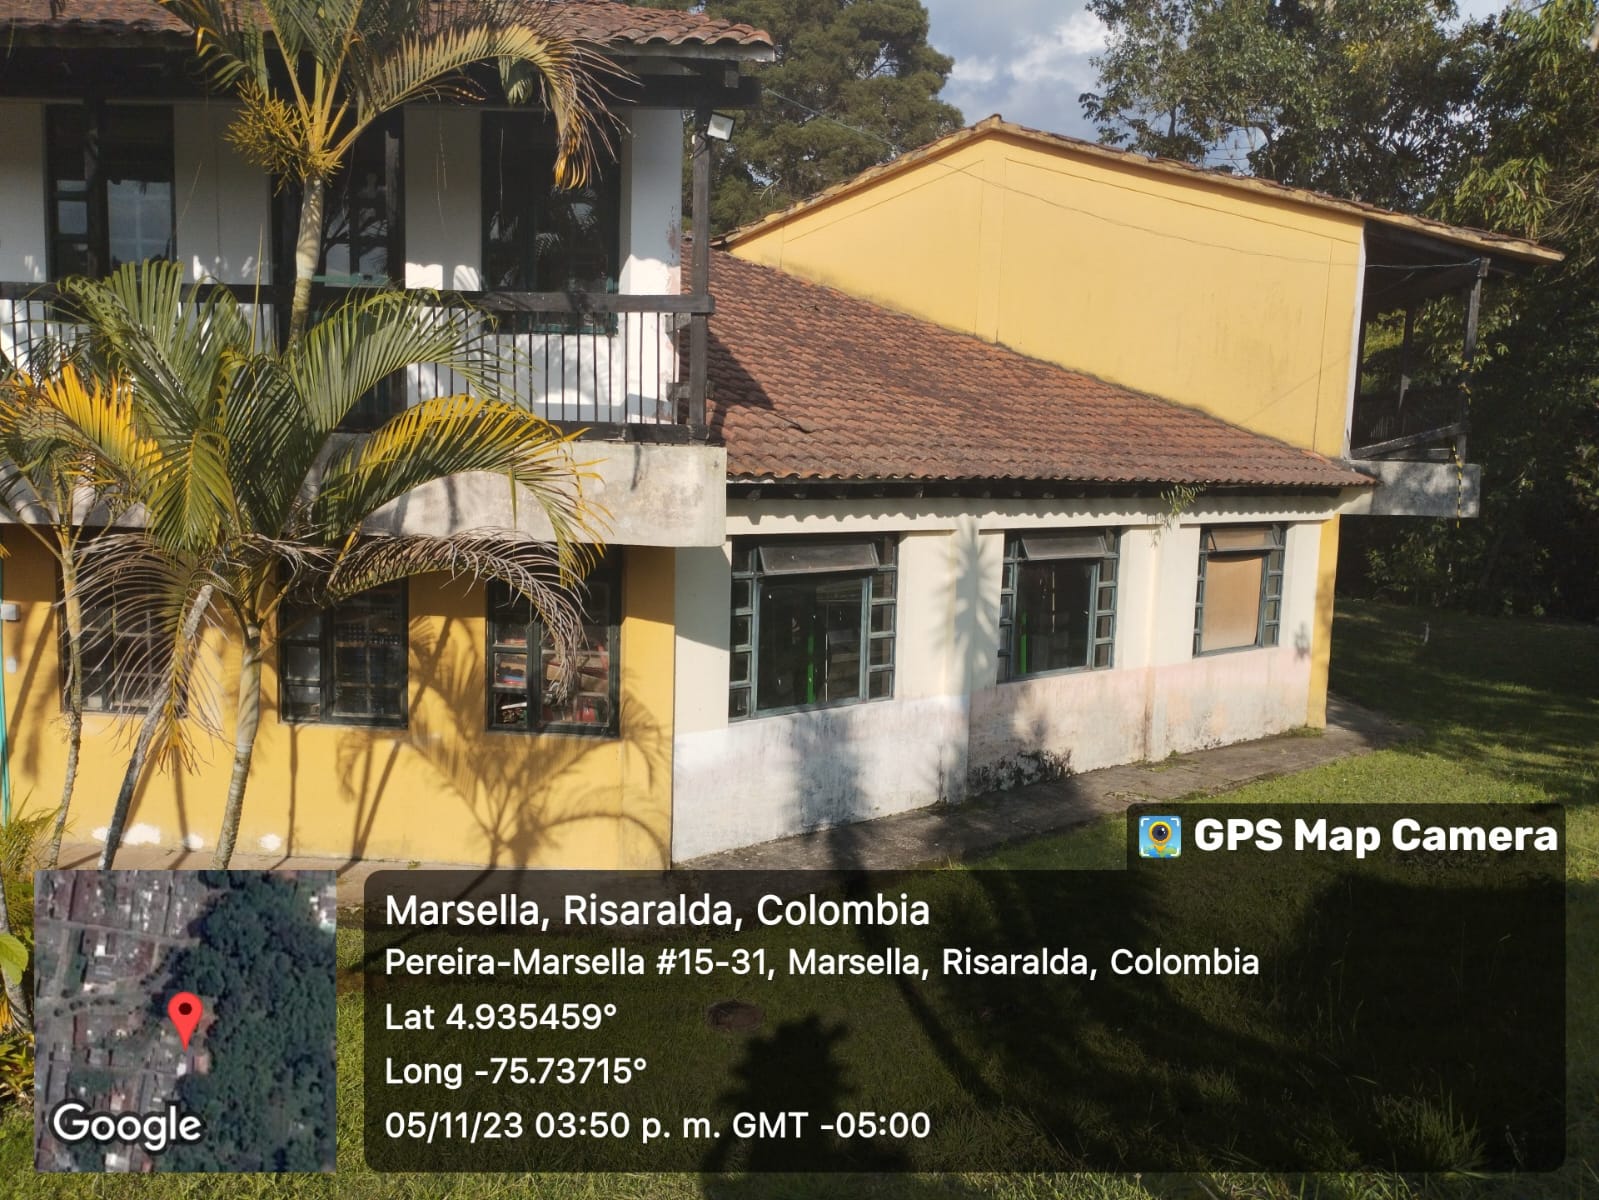 GPS Map Camera
Marsella, Risaralda, Colombia
Pereira-Marsella #15-31, Marsella, Risaralda, Colombia
Lat 4.935459°
Long -75.73715°
05/11/23 03:50 p. m. GMT -05:00
Google